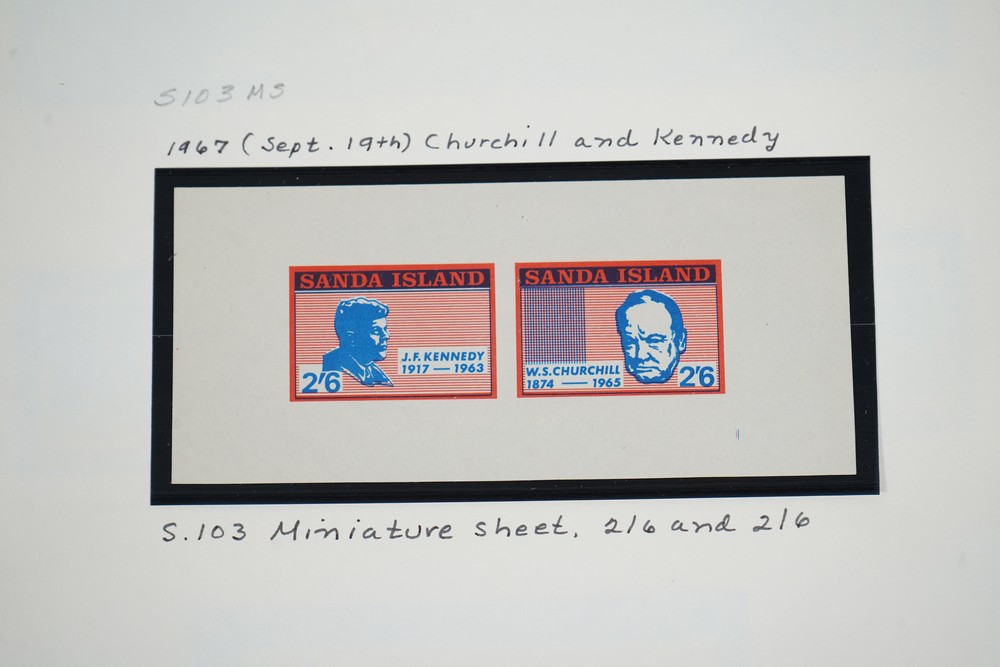 S103 MS
1967 (Sept. 19th) Churchill and Kennedy
SANDA ISLAND
J.F. KENNEDY
1917 — 1963
2'6
SANDA ISLAND
W.S.CHURCHILL
1874 — 1965
2'6
S.103 Miniature sheet. 2/6 and 2/6